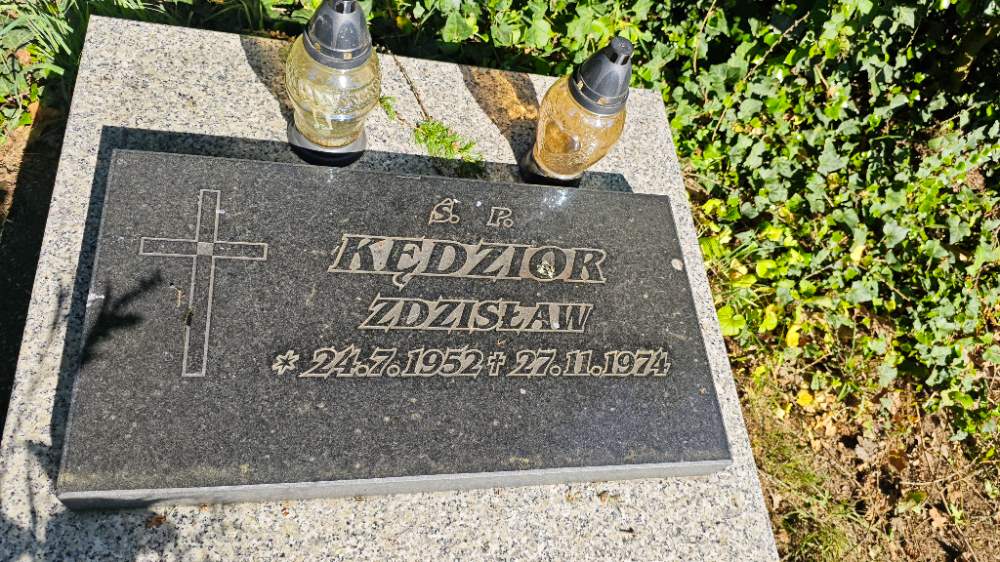 Ś. P.
KĘDZIOR
ZDZISŁAW
* 24.7.1952 ✝ 27.11.1974